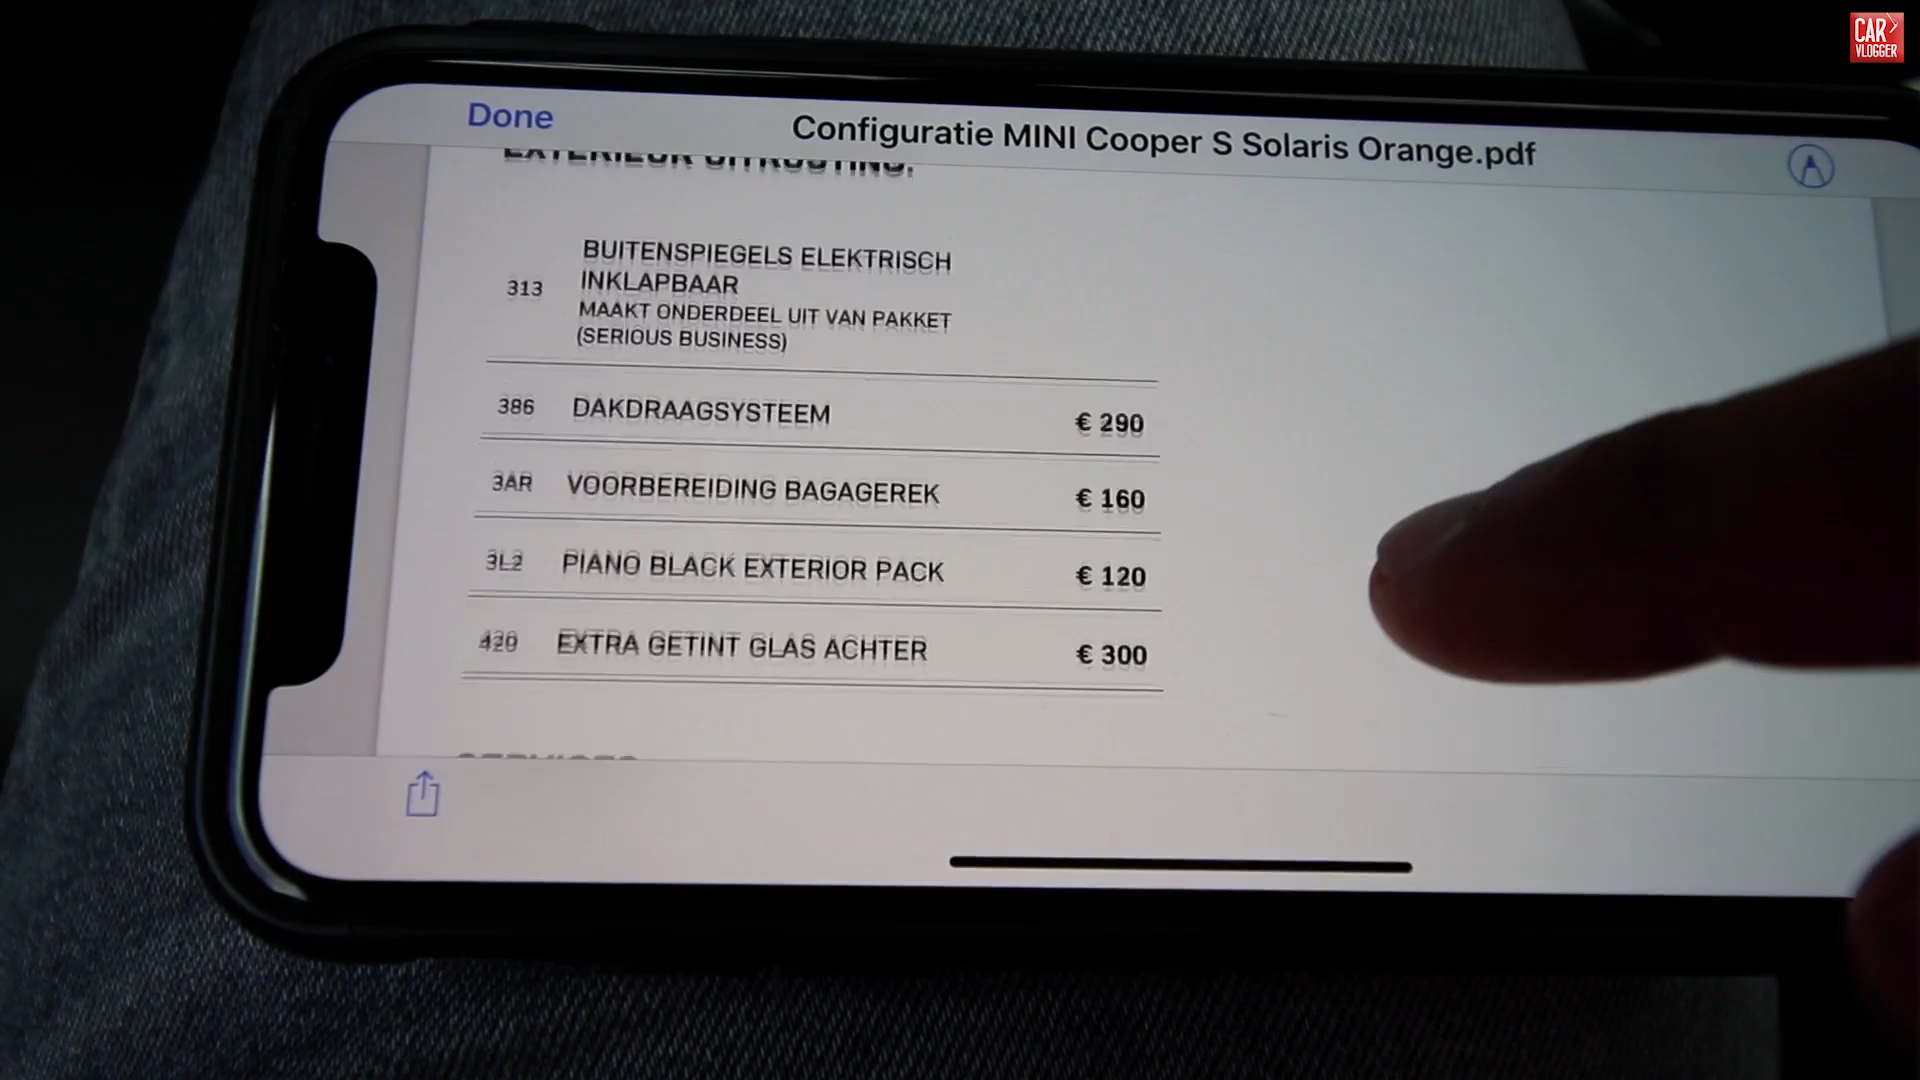 CAR
VLOGGER
Done
Configuratie MINI Cooper S Solaris Orange.pdf
EXTERIEUR UITRUSTING:
313
BUITENSPIEGELS ELEKTRISCH
INKLAPBAAR
MAAKT ONDERDEEL UIT VAN PAKKET
(SERIOUS BUSINESS)
386 DAKDRAAGSYSTEEM € 290
3AR VOORBEREIDING BAGAGEREK € 160
3L2 PIANO BLACK EXTERIOR PACK € 120
420 EXTRA GETINT GLAS ACHTER € 300